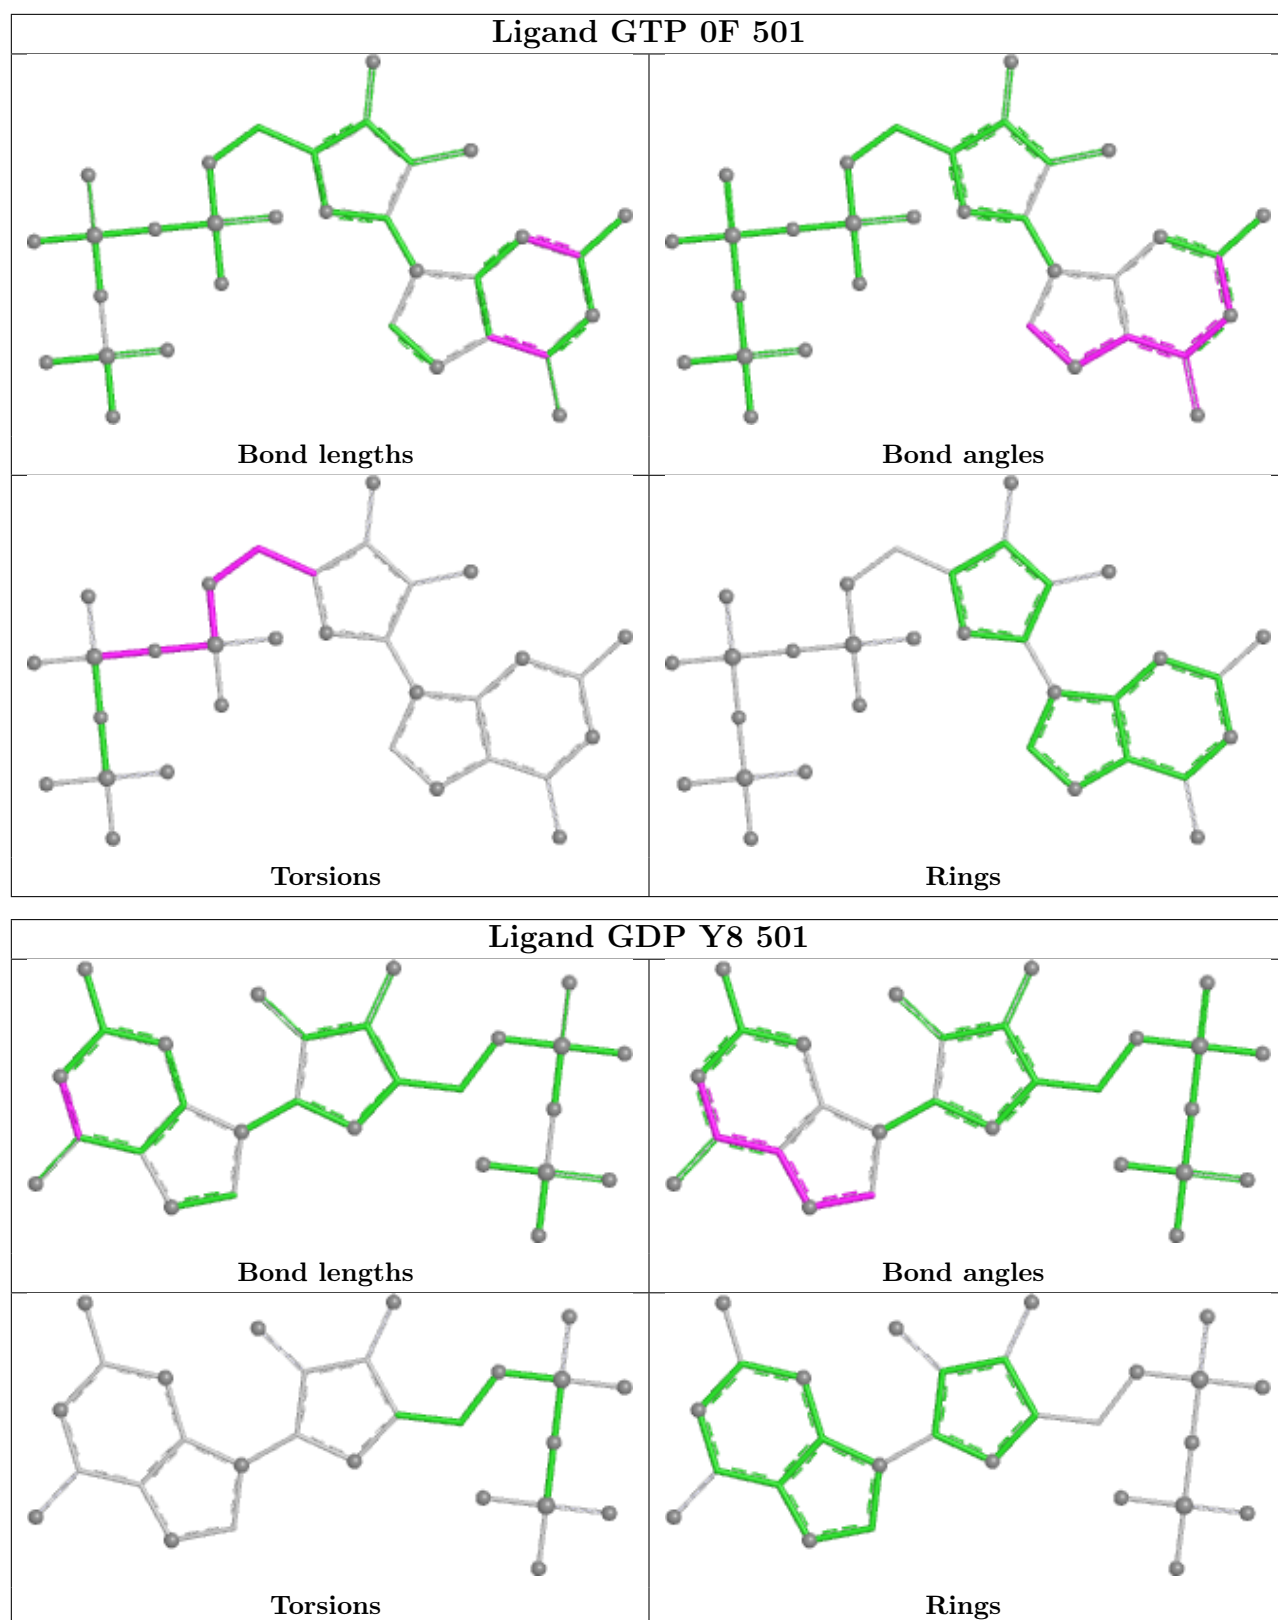 Ligand GTP 0F 501
Bond lengths
Bond angles
Torsions
Rings
Ligand GDP Y8 501
Bond lengths
Bond angles
Torsions
Rings